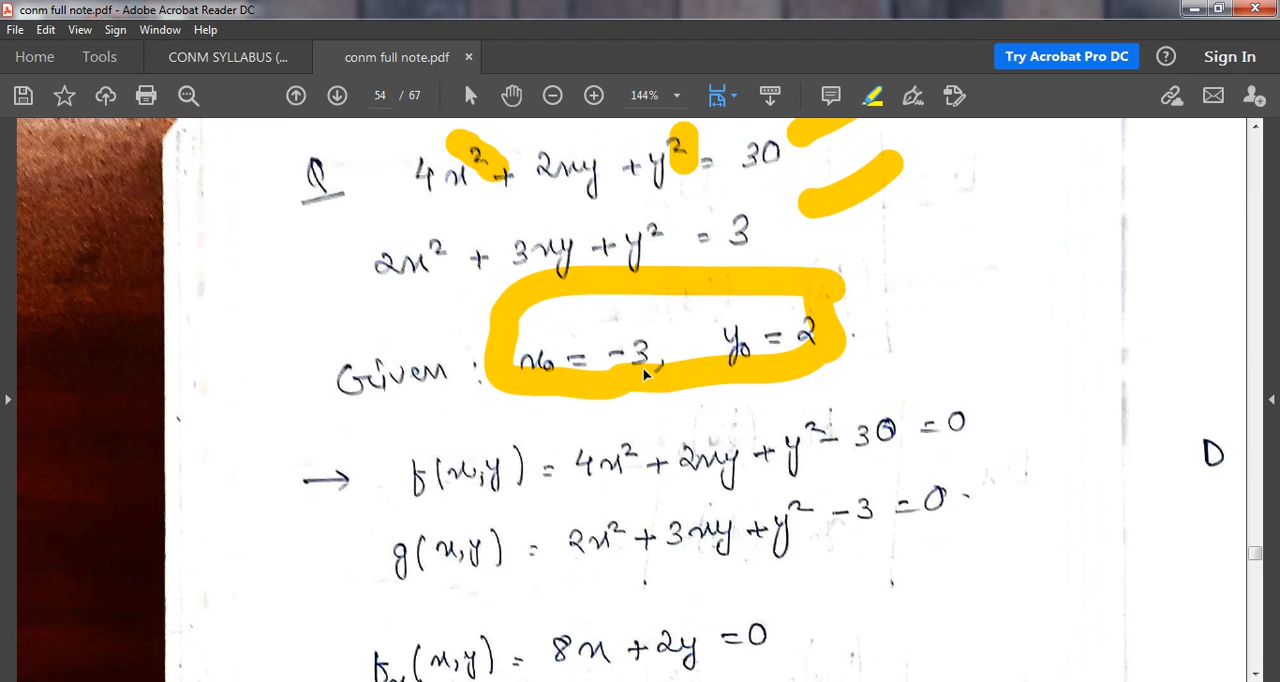 conm full note.pdf - Adobe Acrobat Reader DC
File Edit View Sign Window Help
Home Tools CONM SYLLABUS (... conm full note.pdf × Try Acrobat Pro DC Sign In
54 / 67 144%
Q 4x² + 2xy + y² = 30
2x² + 3xy + y² = 3
Given : x₀ = -3, y₀ = 2.
→ f(x,y) = 4x² + 2xy + y² - 30 = 0
D
g(x,y) = 2x² + 3xy + y² - 3 = 0.
fₓ(x,y) = 8x + 2y = 0